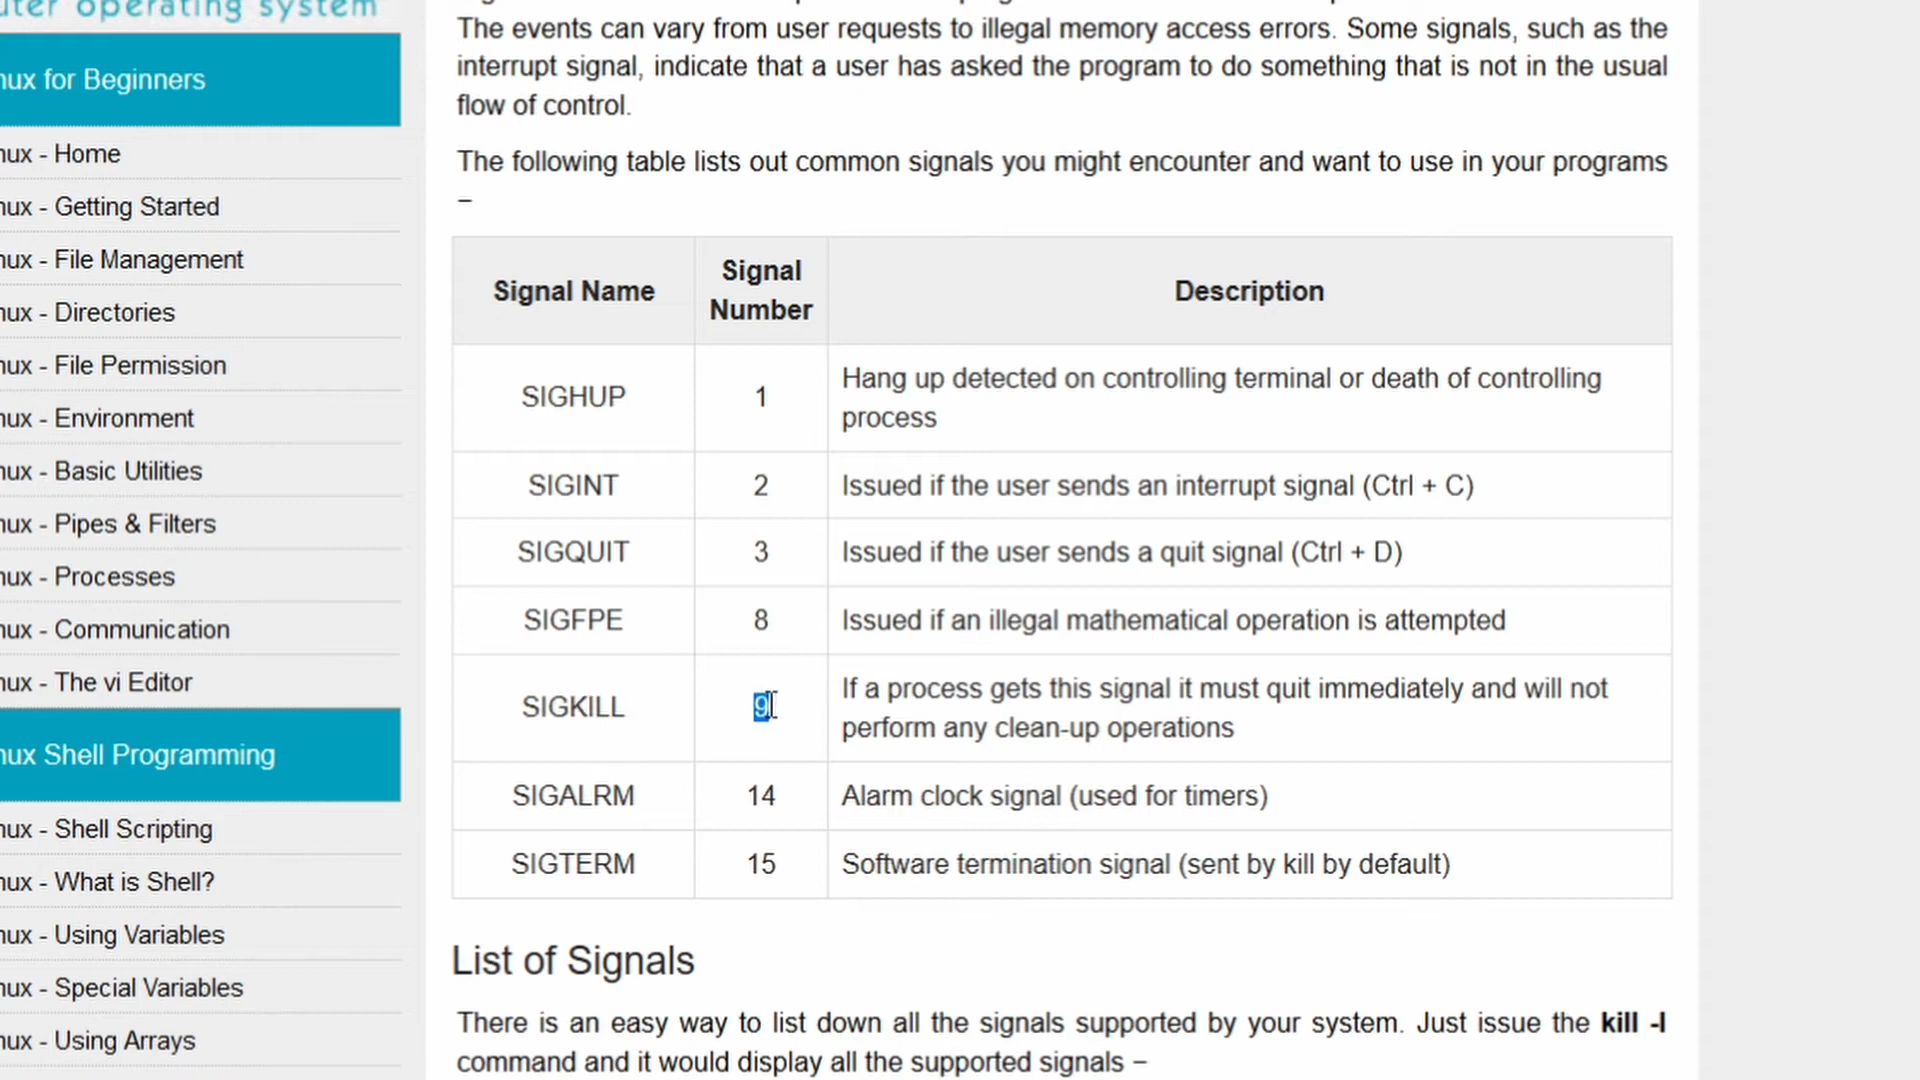 uter operating system
nux for Beginners
nux - Home
nux - Getting Started
nux - File Management
nux - Directories
nux - File Permission
nux - Environment
nux - Basic Utilities
nux - Pipes & Filters
nux - Processes
nux - Communication
nux - The vi Editor
nux Shell Programming
nux - Shell Scripting
nux - What is Shell?
nux - Using Variables
nux - Special Variables
nux - Using Arrays
The events can vary from user requests to illegal memory access errors. Some signals, such as the
interrupt signal, indicate that a user has asked the program to do something that is not in the usual
flow of control.
The following table lists out common signals you might encounter and want to use in your programs
–
Signal Name Signal Number Description
SIGHUP 1 Hang up detected on controlling terminal or death of controlling
process
SIGINT 2 Issued if the user sends an interrupt signal (Ctrl + C)
SIGQUIT 3 Issued if the user sends a quit signal (Ctrl + D)
SIGFPE 8 Issued if an illegal mathematical operation is attempted
SIGKILL 9 If a process gets this signal it must quit immediately and will not
perform any clean-up operations
SIGALRM 14 Alarm clock signal (used for timers)
SIGTERM 15 Software termination signal (sent by kill by default)
List of Signals
There is an easy way to list down all the signals supported by your system. Just issue the kill -l
command and it would display all the supported signals –